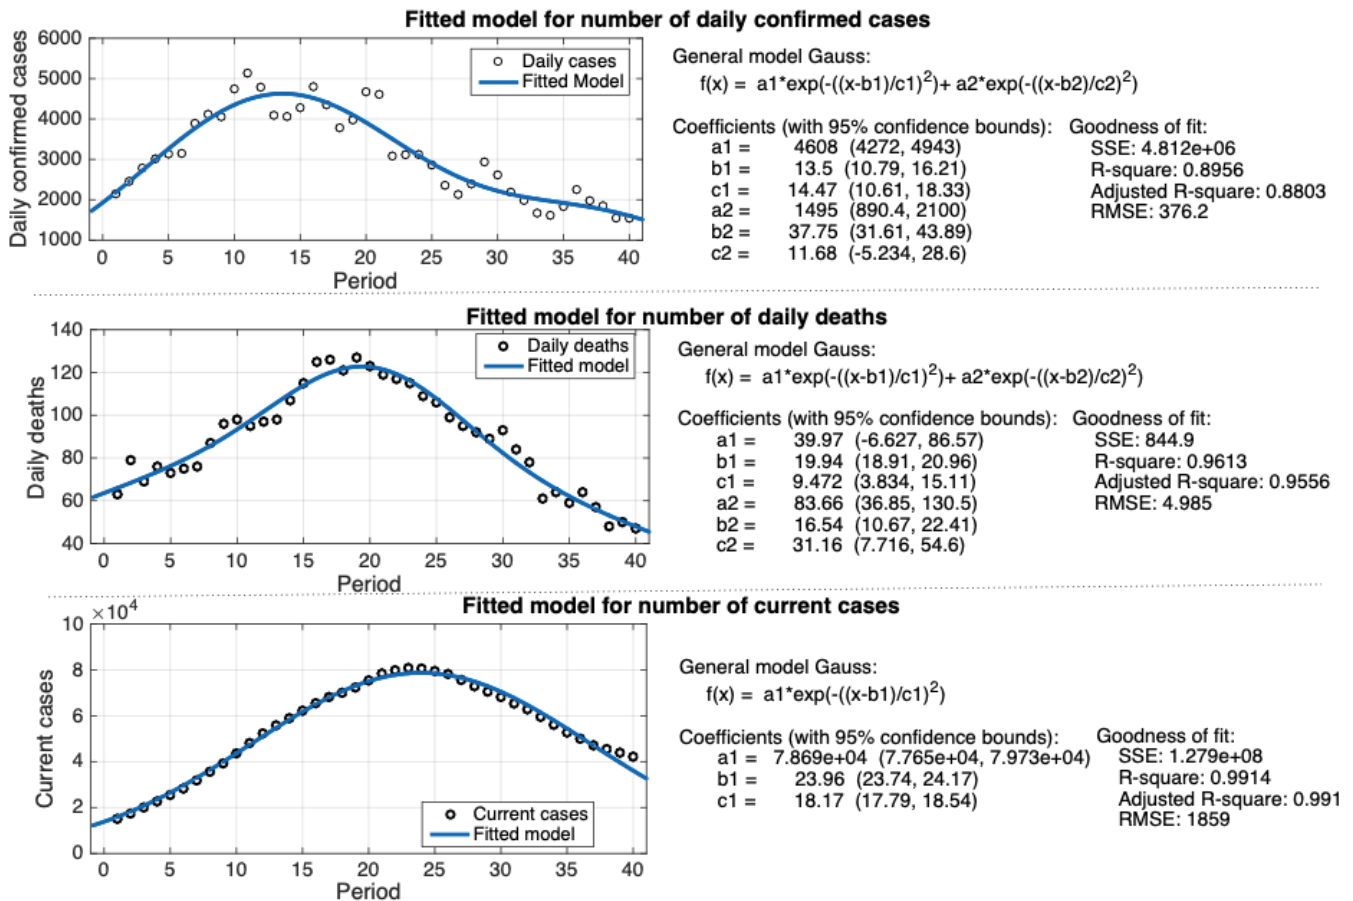 Fitted model for number of daily confirmed cases
Daily confirmed cases
6000
5000
4000
3000
2000
1000
0 5 10 15 20 25 30 35 40
Period
Daily cases
Fitted Model
General model Gauss:
f(x) = a1*exp(-((x-b1)/c1)^2)+ a2*exp(-((x-b2)/c2)^2)
Coefficients (with 95% confidence bounds):
a1 = 4608 (4272, 4943)
b1 = 13.5 (10.79, 16.21)
c1 = 14.47 (10.61, 18.33)
a2 = 1495 (890.4, 2100)
b2 = 37.75 (31.61, 43.89)
c2 = 11.68 (-5.234, 28.6)
Goodness of fit:
SSE: 4.812e+06
R-square: 0.8956
Adjusted R-square: 0.8803
RMSE: 376.2
Fitted model for number of daily deaths
Daily deaths
140
120
100
80
60
40
0 5 10 15 20 25 30 35 40
Period
Daily deaths
Fitted model
General model Gauss:
f(x) = a1*exp(-((x-b1)/c1)^2)+ a2*exp(-((x-b2)/c2)^2)
Coefficients (with 95% confidence bounds):
a1 = 39.97 (-6.627, 86.57)
b1 = 19.94 (18.91, 20.96)
c1 = 9.472 (3.834, 15.11)
a2 = 83.66 (36.85, 130.5)
b2 = 16.54 (10.67, 22.41)
c2 = 31.16 (7.716, 54.6)
Goodness of fit:
SSE: 844.9
R-square: 0.9613
Adjusted R-square: 0.9556
RMSE: 4.985
Fitted model for number of current cases
×10^4
Current cases
10
8
6
4
2
0
0 5 10 15 20 25 30 35 40
Period
Current cases
Fitted model
General model Gauss:
f(x) = a1*exp(-((x-b1)/c1)^2)
Coefficients (with 95% confidence bounds):
a1 = 7.869e+04 (7.765e+04, 7.973e+04)
b1 = 23.96 (23.74, 24.17)
c1 = 18.17 (17.79, 18.54)
Goodness of fit:
SSE: 1.279e+08
R-square: 0.9914
Adjusted R-square: 0.991
RMSE: 1859